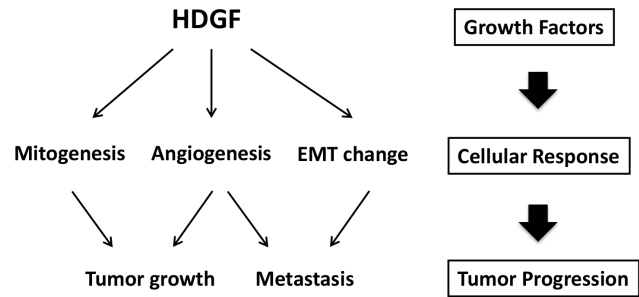 HDGF
Growth Factors
Mitogenesis Angiogenesis EMT change
Cellular Response
Tumor growth Metastasis
Tumor Progression